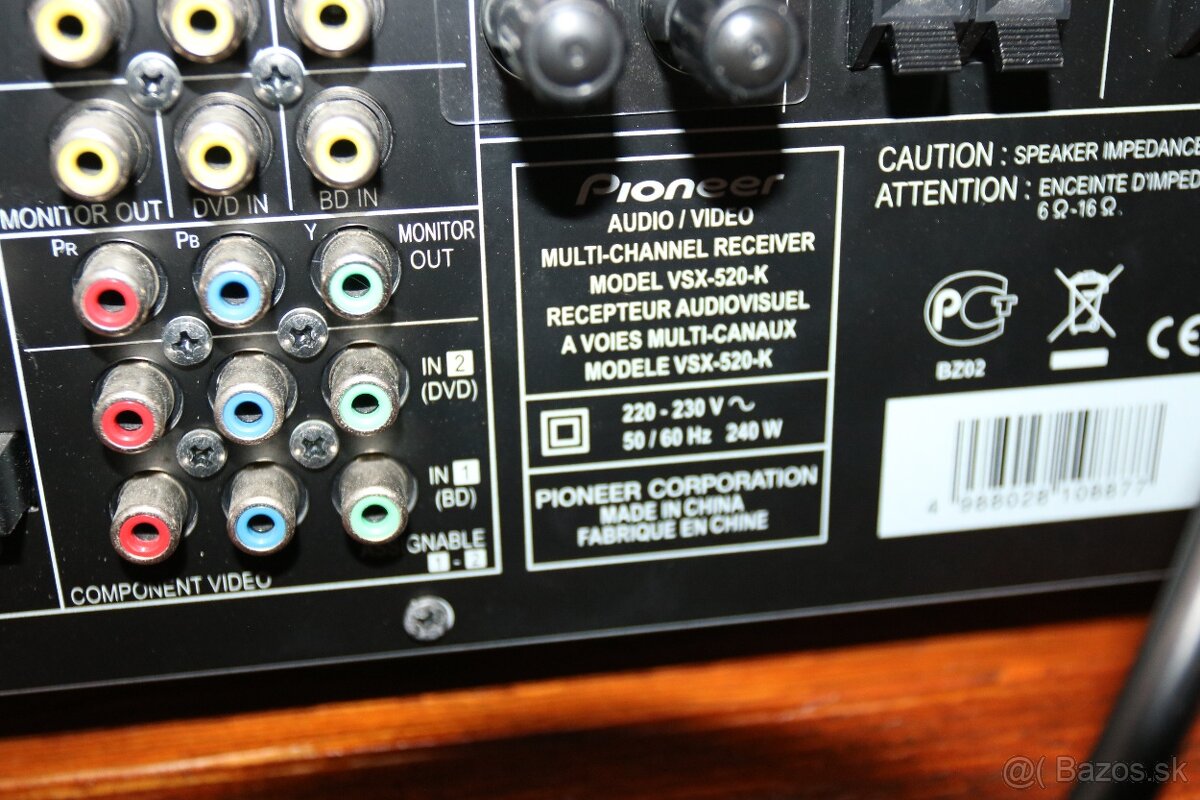 MONITOR OUT
DVD IN
BD IN
PR
PB
Y
MONITOR
OUT
IN 2
(DVD)
IN 1
(BD)
GNABLE
1 - 2
COMPONENT VIDEO
Pioneer
AUDIO / VIDEO
MULTI-CHANNEL RECEIVER
MODEL VSX-520-K
RECEPTEUR AUDIOVISUEL
A VOIES MULTI-CANAUX
MODELE VSX-520-K
220 - 230 V ~
50 / 60 Hz 240 W
PIONEER CORPORATION
MADE IN CHINA
FABRIQUE EN CHINE
CAUTION : SPEAKER IMPEDANCE
ATTENTION : ENCEINTE D'IMPED
6 Ω-16 Ω.
PCT
BZ02
CE
4 988028 108877
@( Bazos.sk